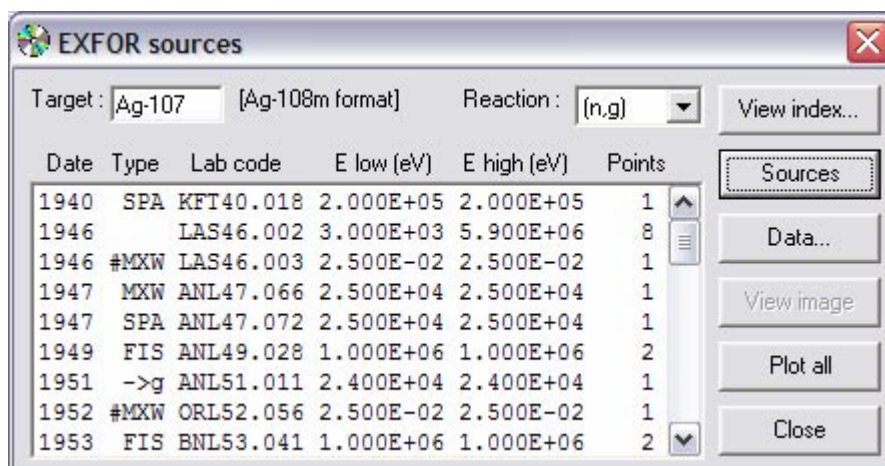 EXFOR sources
Target : Ag-107 [Ag-108m format] Reaction : (n,g) View index...
Date Type Lab code E low (eV) E high (eV) Points
Sources
1940 SPA KFT40.018 2.000E+05 2.000E+05 1
1946 LAS46.002 3.000E+03 5.900E+06 8
Data...
1946 #MXW LAS46.003 2.500E-02 2.500E-02 1
1947 MXW ANL47.066 2.500E+04 2.500E+04 1
View image
1947 SPA ANL47.072 2.500E+04 2.500E+04 1
1949 FIS ANL49.028 1.000E+06 1.000E+06 2
Plot all
1951 ->g ANL51.011 2.400E+04 2.400E+04 1
1952 #MXW ORL52.056 2.500E-02 2.500E-02 1
Close
1953 FIS BNL53.041 1.000E+06 1.000E+06 2